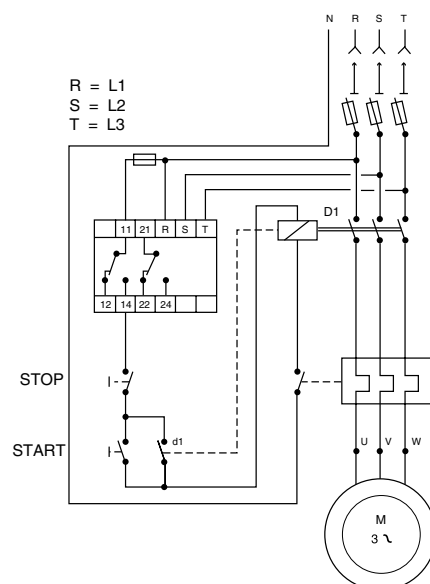 N R S T
R = L1
S = L2
T = L3
D1
11 21 R S T
12 14 22 24
STOP
START
d1
U V W
M
3 ~